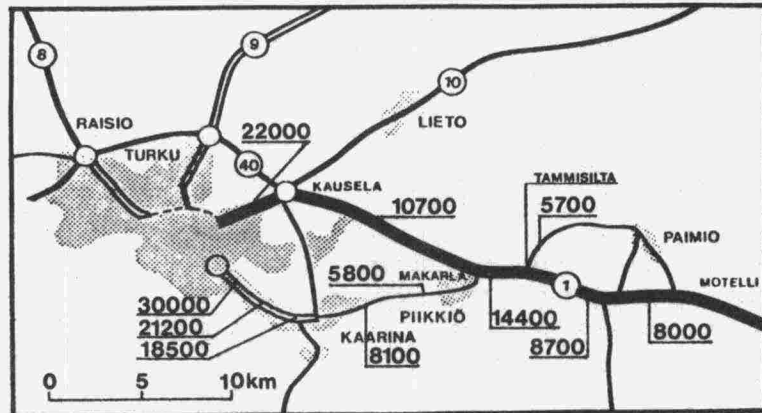 8
9
10
RAISIO
TURKU
22000
LIETO
40
KAUSELA
TAMMISILTA
10700
5700
PAIMIO
5800
MAKARLA
1
MOTELLI
30000
PIIKKIÖ
14400
21200
KAARINA
8700
8000
18500
8100
0 5 10km